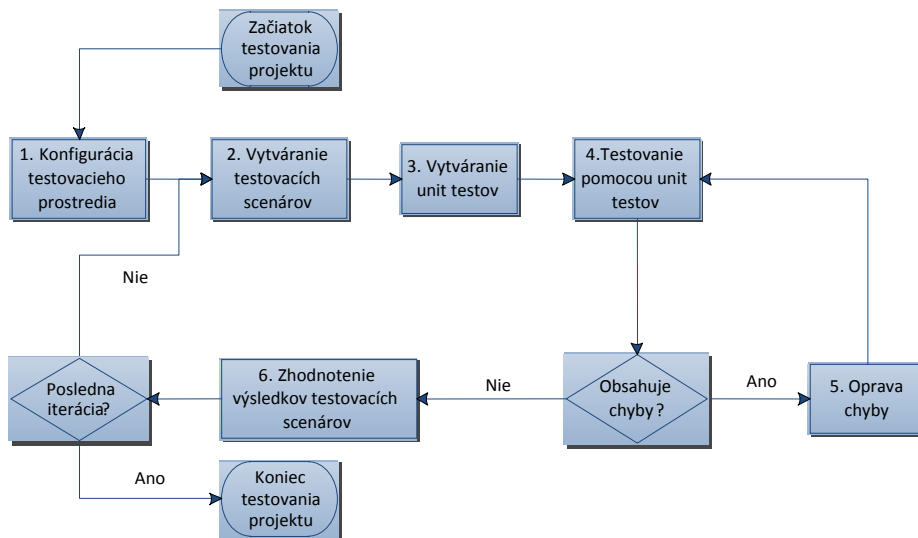 Začiatok
testovania
projektu
1. Konfigurácia
testovacieho
prostredia
2. Vytváranie
testovacích
scenárov
3. Vytváranie
unit testov
4.Testovanie
pomocou unit
testov
Nie
Posledna
iterácia?
6. Zhodnotenie
výsledkov testovacích
scenárov
Nie
Obsahuje
chyby?
Ano
5. Oprava
chyby
Ano
Koniec
testovania
projektu